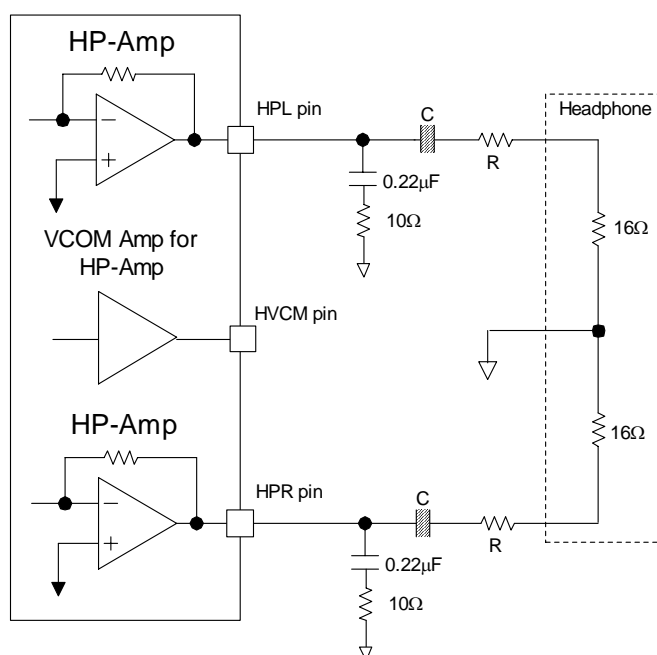 HP-Amp
HPL pin
C
R
Headphone
−
+
0.22μF
10Ω
16Ω
VCOM Amp for
HP-Amp
HVCM pin
HP-Amp
16Ω
HPR pin
C
R
−
+
0.22μF
10Ω